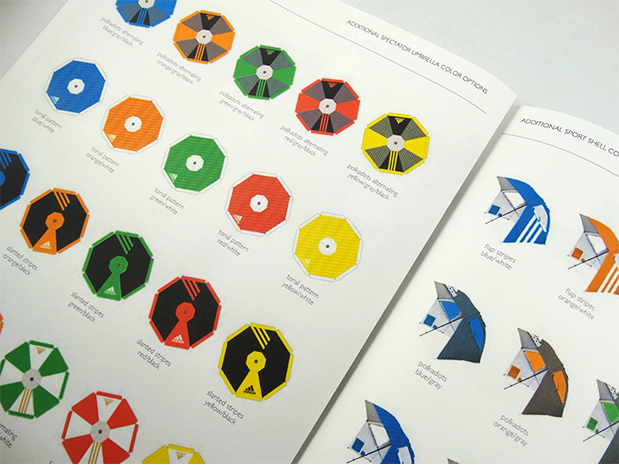 ADDITIONAL SPECTATOR UMBRELLA COLOR OPTIONS
polkadots alternating
blue/gray/black
polkadots alternating
orange/gray/black
polkadots alternating
green/gray/black
polkadots alternating
red/gray/black
polkadots alternating
yellow/gray/black
tonal pattern
blue/white
tonal pattern
orange/white
tonal pattern
green/white
tonal pattern
red/white
tonal pattern
yellow/white
slanted stripes
orange/black
slanted stripes
green/black
slanted stripes
red/black
slanted stripes
yellow/black
adidas
ADDITIONAL SPORT SHELL CO
flap stripes
blue/white
flap stripes
orange/white
polkadots
blue/gray
polkadots
orange/gray